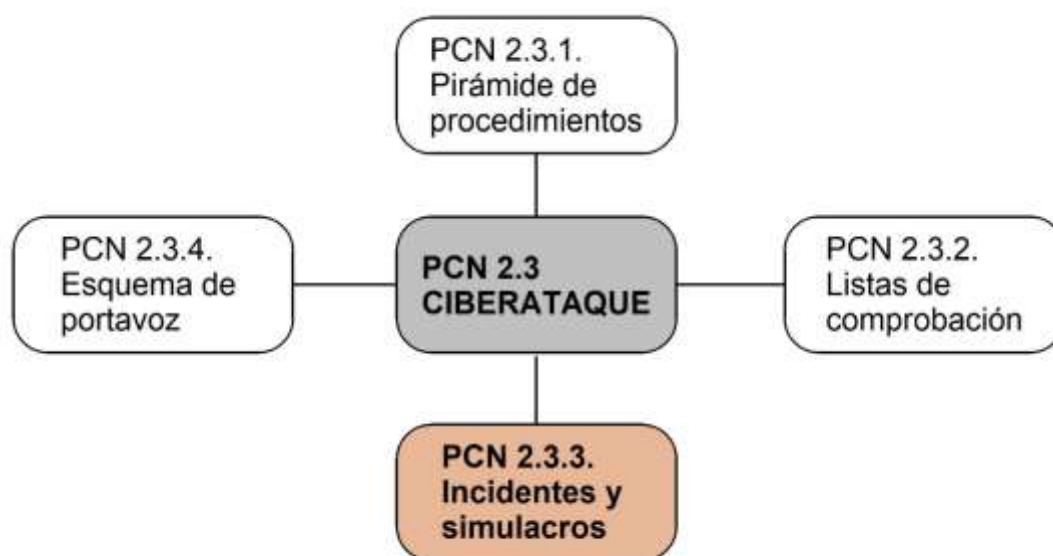 PCN 2.3.1.
Pirámide de
procedimientos
PCN 2.3.4.
Esquema de
portavoz
PCN 2.3
CIBERATAQUE
PCN 2.3.2.
Listas de
comprobación
PCN 2.3.3.
Incidentes y
simulacros